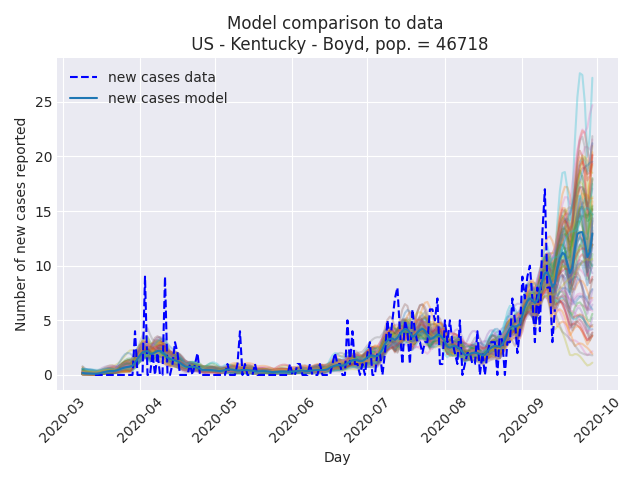 Model comparison to data
US - Kentucky - Boyd, pop. = 46718
new cases data
new cases model
Number of new cases reported
25
20
15
10
5
0
2020-03
2020-04
2020-05
2020-06
2020-07
2020-08
2020-09
2020-10
Day